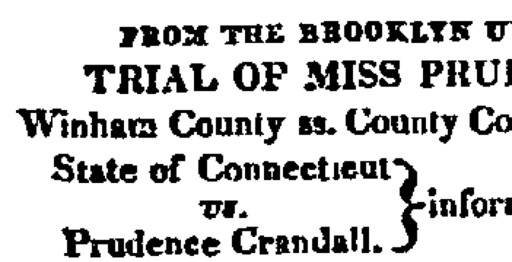 FROM THE BROOKLYN U
TRIAL OF MISS PRU
Winham County ss. County Co
State of Connecticut
vs.
Prudence Crandall.
} infor